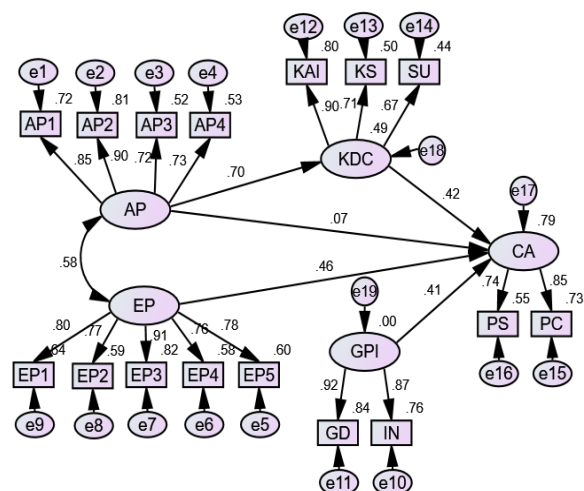 e12 e13 e14
.80 .50 .44
KAI KS SU
e1 e2 e3 e4
.72 .81 .52 .53
AP1 AP2 AP3 AP4
.90 .71 .67
.49
.85 .90 .72 .73
KDC e18
.70
AP
.42
e17
.07
.79
CA
.58
.46
e19
.41
.74 .85
.55 .73
EP
.00
PS PC
.80 .77 .91 .76 .78
GPI
.64 .59 .82 .58 .60
e16 e15
EP1 EP2 EP3 EP4 EP5
.92 .87
.84 .76
e9 e8 e7 e6 e5
GD IN
e11 e10